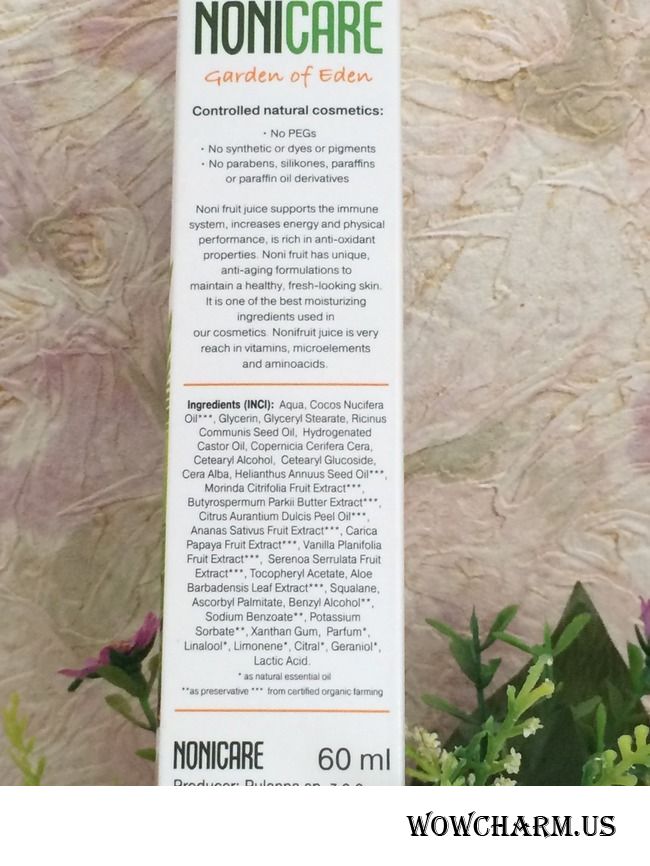 NONICARE
Garden of Eden
Controlled natural cosmetics:
• No PEGs
• No synthetic or dyes or pigments
• No parabens, silikones, paraffins
or paraffin oil derivatives
Noni fruit juice supports the immune
system, increases energy and physical
performance, is rich in anti-oxidant
properties. Noni fruit has unique,
anti-aging formulations to
maintain a healthy, fresh-looking skin.
It is one of the best moisturizing
ingredients used in
our cosmetics. Nonifruit juice is very
reach in vitamins, microelements
and aminoacids.
Ingredients (INCI): Aqua, Cocos Nucifera
Oil***, Glycerin, Glyceryl Stearate, Ricinus
Communis Seed Oil, Hydrogenated
Castor Oil, Copernicia Cerifera Cera,
Cetearyl Alcohol, Cetearyl Glucoside,
Cera Alba, Helianthus Annuus Seed Oil***,
Morinda Citrifolia Fruit Extract***,
Butyrospermum Parkii Butter Extract***,
Citrus Aurantium Dulcis Peel Oil***,
Ananas Sativus Fruit Extract***, Carica
Papaya Fruit Extract***, Vanilla Planifolia
Fruit Extract***, Serenoa Serrulata Fruit
Extract***, Tocopheryl Acetate, Aloe
Barbadensis Leaf Extract***, Squalane,
Ascorbyl Palmitate, Benzyl Alcohol**,
Sodium Benzoate**, Potassium
Sorbate**, Xanthan Gum, Parfum*,
Linalool*, Limonene*, Citral*, Geraniol*,
Lactic Acid.
* as natural essential oil
**as preservative *** from certified organic farming
NONICARE 60 ml
Producer:
WOWCHARM.US